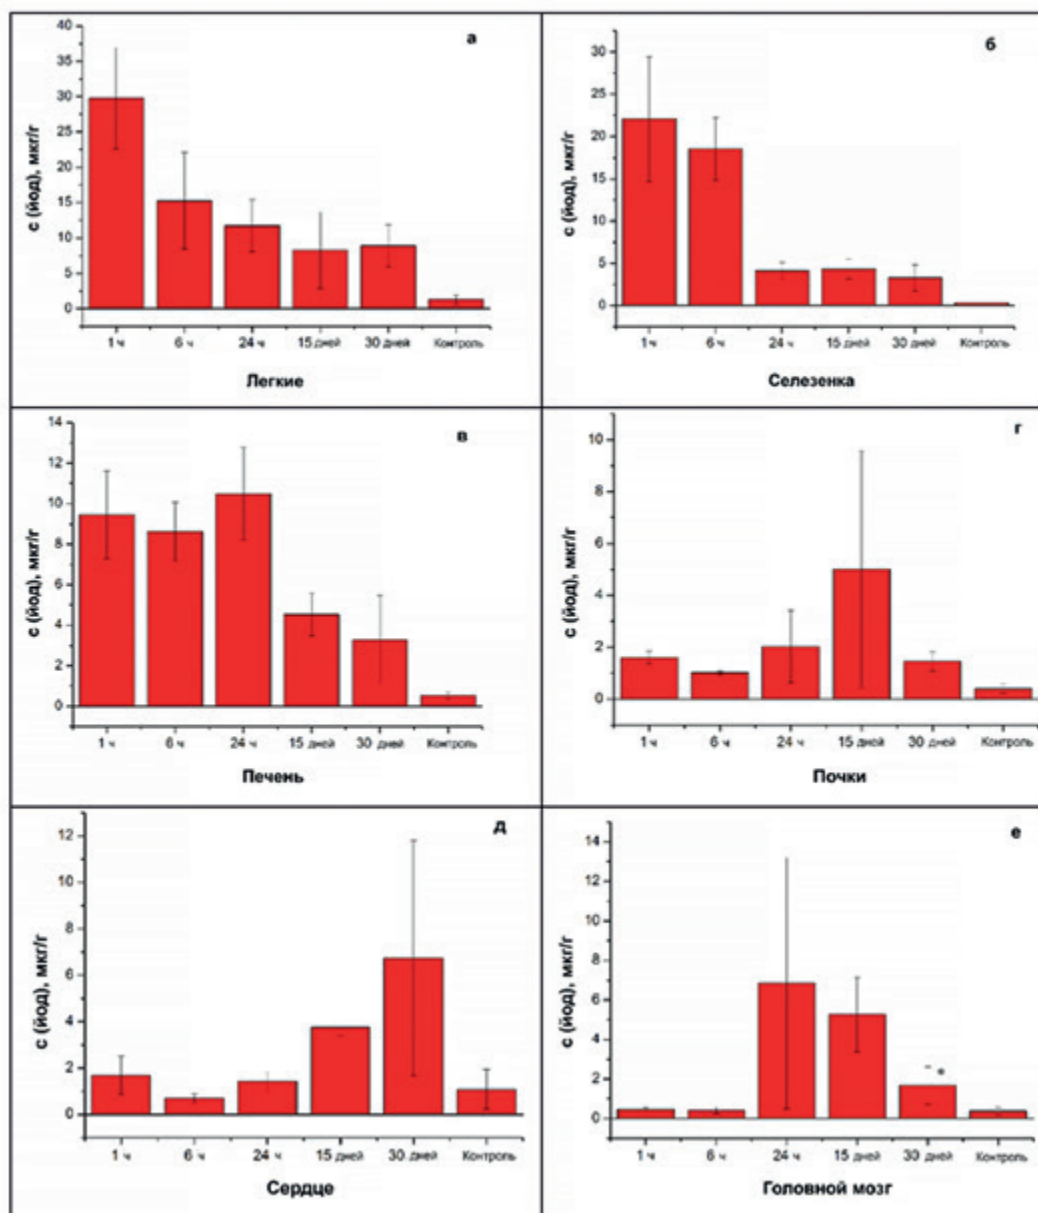 а
с (йод), мкг/г
40
35
30
25
20
15
10
5
0
1 ч 6 ч 24 ч 15 дней 30 дней Контроль
Легкие
б
с (йод), мкг/г
30
25
20
15
10
5
0
1 ч 6 ч 24 ч 15 дней 30 дней Контроль
Селезенка
в
с (йод), мкг/г
14
12
10
8
6
4
2
0
1 ч 6 ч 24 ч 15 дней 30 дней Контроль
Печень
г
с (йод), мкг/г
10
8
6
4
2
0
1 ч 6 ч 24 ч 15 дней 30 дней Контроль
Почки
д
с (йод), мкг/г
12
10
8
6
4
2
0
1 ч 6 ч 24 ч 15 дней 30 дней Контроль
Сердце
е
с (йод), мкг/г
14
12
10
8
6
4
2
0
*
1 ч 6 ч 24 ч 15 дней 30 дней Контроль
Головной мозг